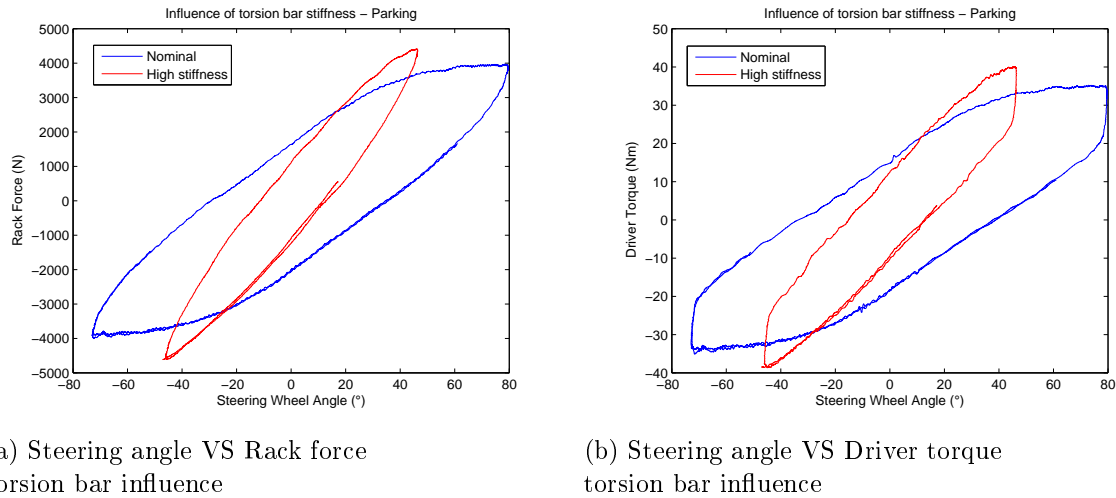 Influence of torsion bar stiffness − Parking
Nominal
High stiffness
Rack Force (N)
5000
4000
3000
2000
1000
0
−1000
−2000
−3000
−4000
−5000
−80 −60 −40 −20 0 20 40 60 80
Steering Wheel Angle (°)
Influence of torsion bar stiffness − Parking
Nominal
High stiffness
Driver Torque (Nm)
50
40
30
20
10
0
−10
−20
−30
−40
−80 −60 −40 −20 0 20 40 60 80
Steering Wheel Angle (°)
a) Steering angle VS Rack force
torsion bar influence
(b) Steering angle VS Driver torque
torsion bar influence